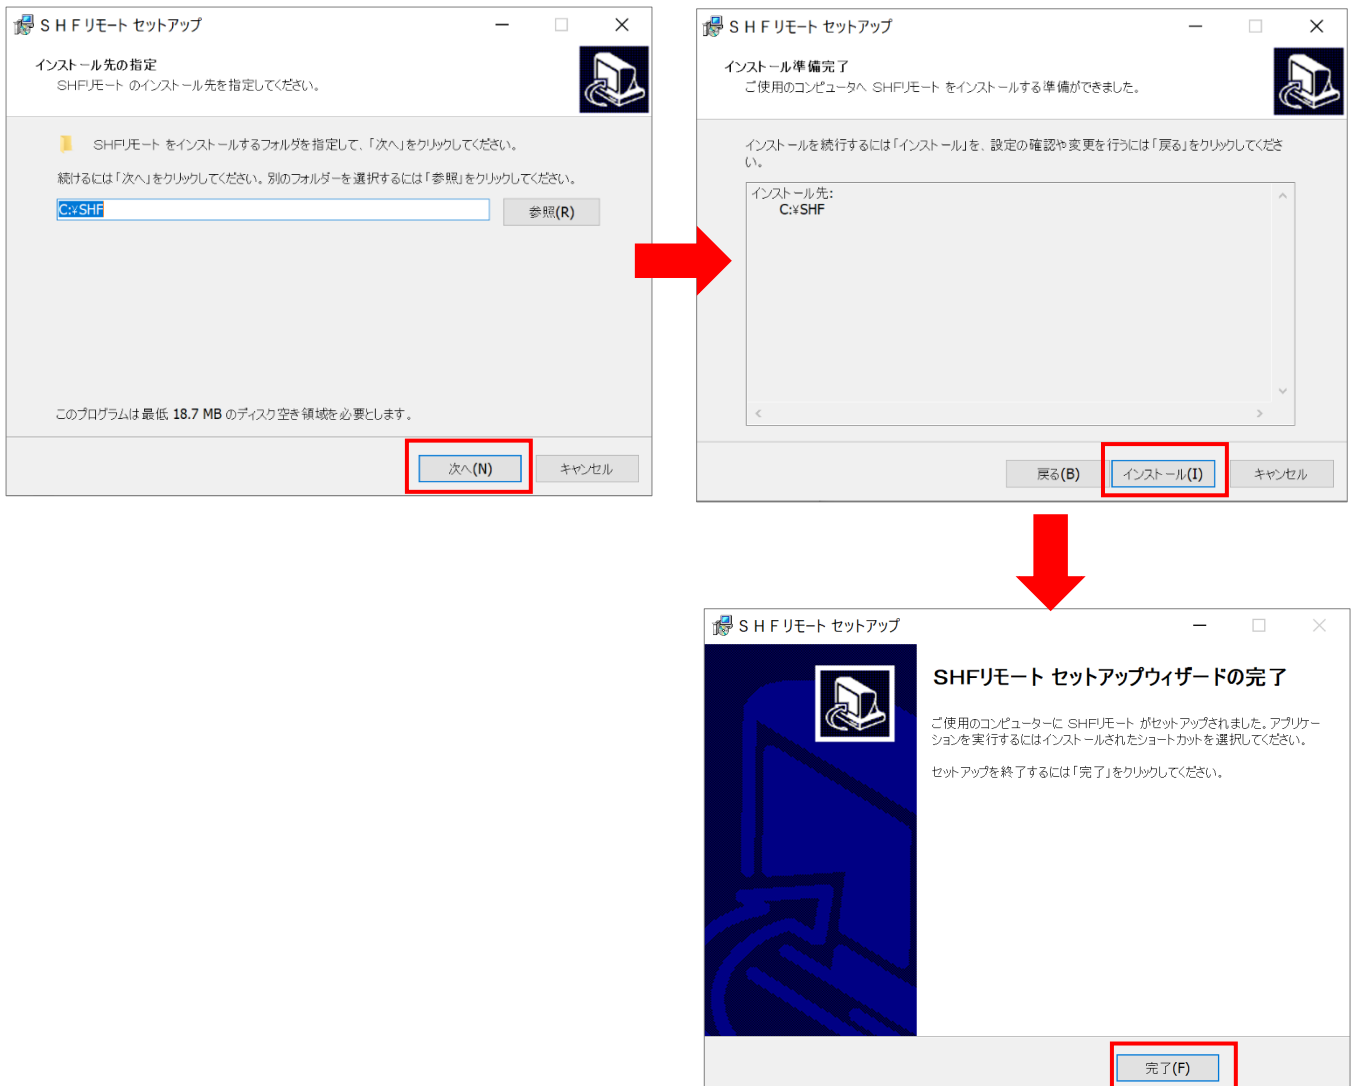 ＳＨＦリモート セットアップ
インストール先の指定
SHFリモート のインストール先を指定してください。
SHFリモート をインストールするフォルダを指定して、「次へ」をクリックしてください。
続けるには「次へ」をクリックしてください。別のフォルダーを選択するには「参照」をクリックしてください。
C:¥SHF
参照(R)
このプログラムは最低 18.7 MB のディスク空き領域を必要とします。
次へ(N)
キャンセル
ＳＨＦリモート セットアップ
インストール準備完了
ご使用のコンピュータへ SHFリモート をインストールする準備ができました。
インストールを続行するには「インストール」を、設定の確認や変更を行うには「戻る」をクリックしてくださ
い。
インストール先:
C:¥SHF
戻る(B)
インストール(I)
キャンセル
ＳＨＦリモート セットアップ
SHFリモート セットアップウィザードの完了
ご使用のコンピューターに SHFリモート がセットアップされました。アプリケー
ションを実行するにはインストールされたショートカットを選択してください。
セットアップを終了するには「完了」をクリックしてください。
完了(F)